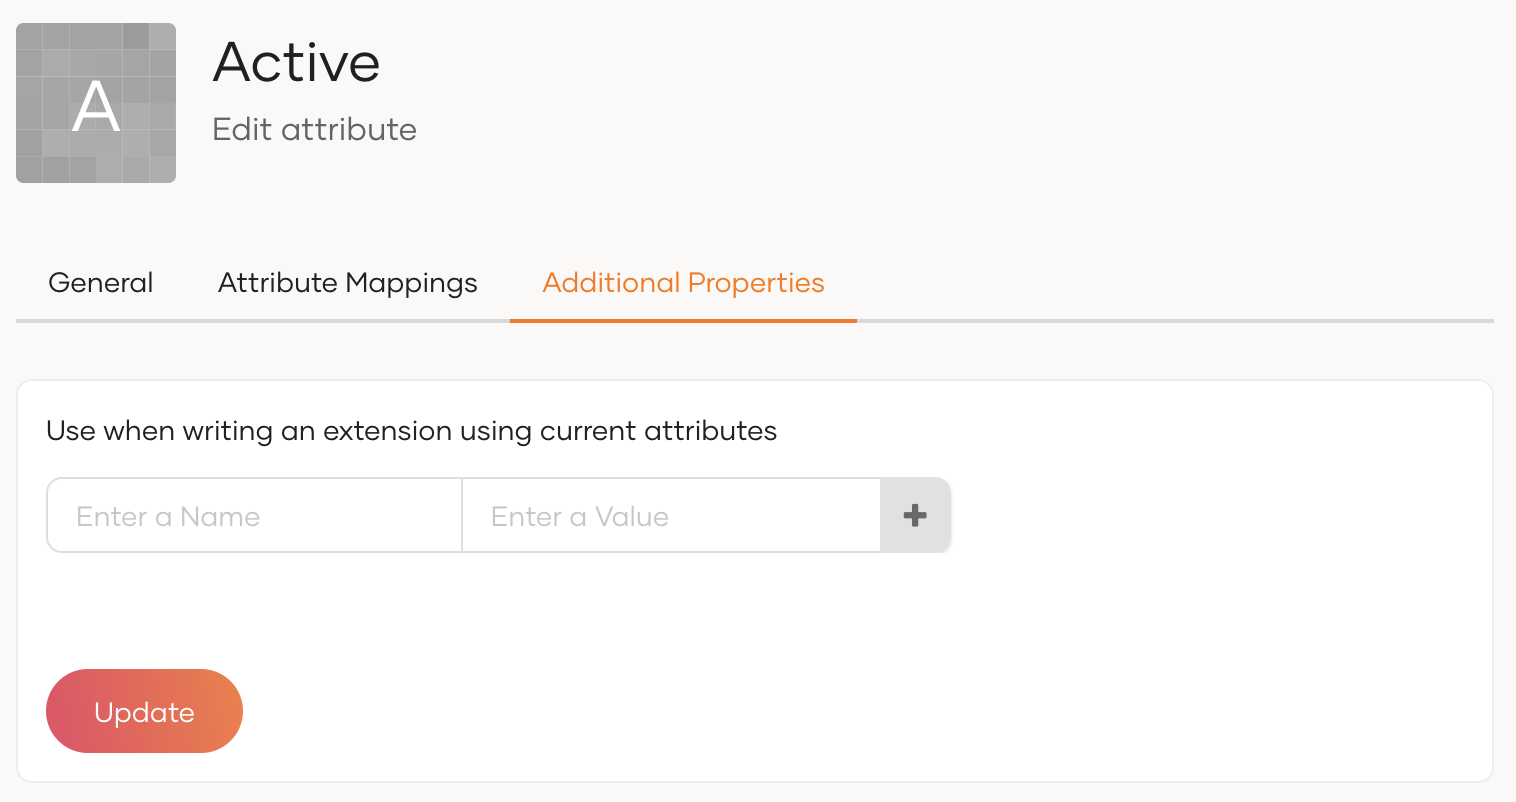 A
Active
Edit attribute
General Attribute Mappings Additional Properties
Use when writing an extension using current attributes
Enter a Name Enter a Value +
Update